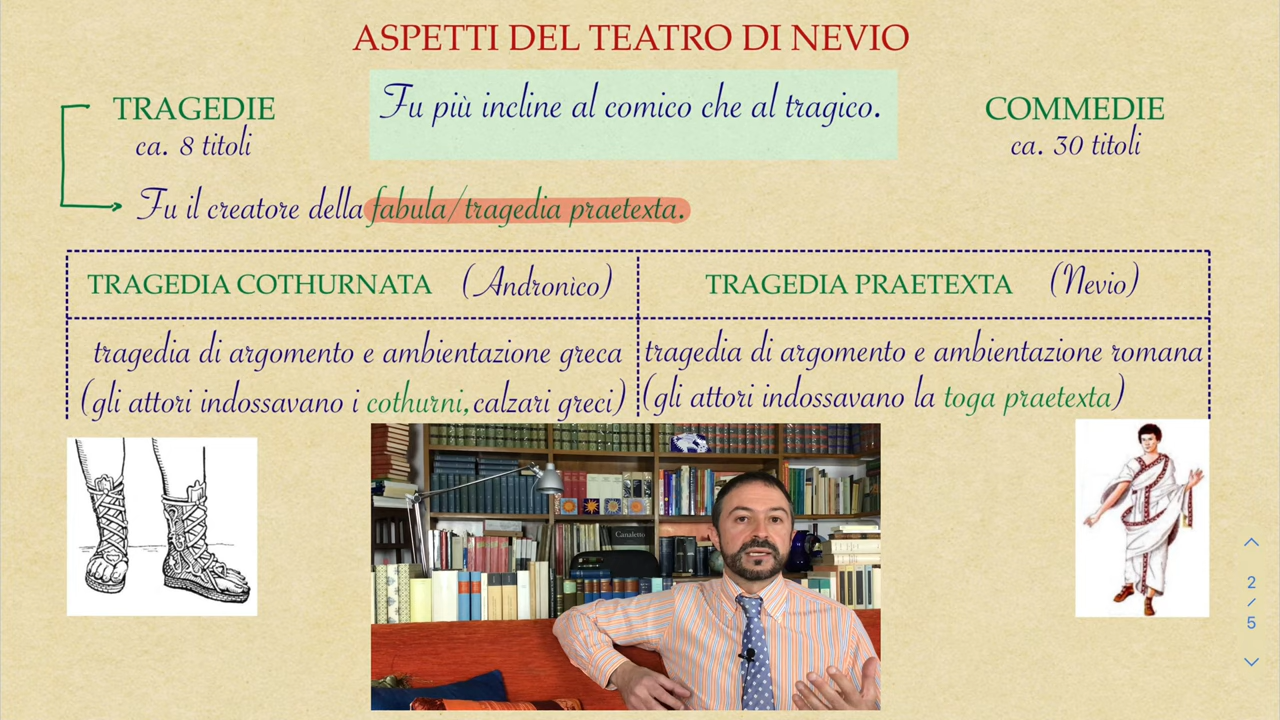 ASPETTI DEL TEATRO DI NEVIO
TRAGEDIE
ca. 8 titoli
Fu più incline al comico che al tragico.
COMMEDIE
ca. 30 titoli
Fu il creatore della fabula/tragedia praetexta.
TRAGEDIA COTHURNATA (Andronìco)
TRAGEDIA PRAETEXTA (Nevio)
tragedia di argomento e ambientazione greca
(gli attori indossavano i cothurni, calzari greci)
tragedia di argomento e ambientazione romana
(gli attori indossavano la toga praetexta)
Canaletto
2
/
5